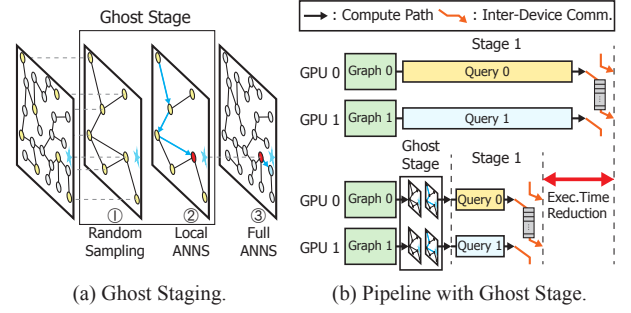 Ghost Stage
① ② ③
Random Sampling
Local ANNS
Full ANNS
(a) Ghost Staging.
: Compute Path : Inter-Device Comm.
Stage 1
GPU 0 Graph 0 Query 0
GPU 1 Graph 1 Query 1
Ghost Stage
Stage 1
GPU 0 Graph 0 Query 0
Exec.Time Reduction
GPU 1 Graph 1 Query 1
(b) Pipeline with Ghost Stage.